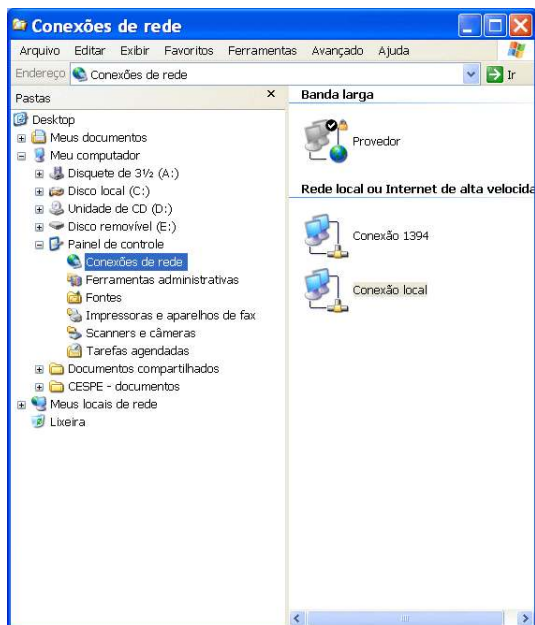 Conexões de rede
Arquivo Editar Exibir Favoritos Ferramentas Avançado Ajuda
Endereço Conexões de rede Ir
Pastas x
Desktop
Meus documentos
Meu computador
Disquete de 3½ (A:)
Disco local (C:)
Unidade de CD (D:)
Disco removível (E:)
Painel de controle
Conexões de rede
Ferramentas administrativas
Fontes
Impressoras e aparelhos de fax
Scanners e câmeras
Tarefas agendadas
Documentos compartilhados
CESPE - documentos
Meus locais de rede
Lixeira
Banda larga
Provedor
Rede local ou Internet de alta velocida
Conexão 1394
Conexão local